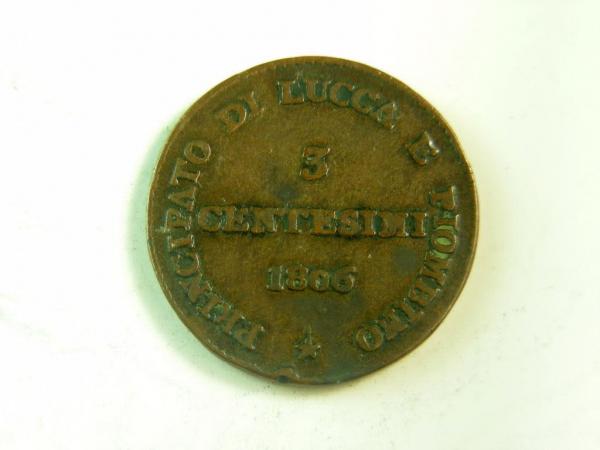 PRINCIPATO DI LUCCA E PIOMBINO
3
CENTESIMI
1806